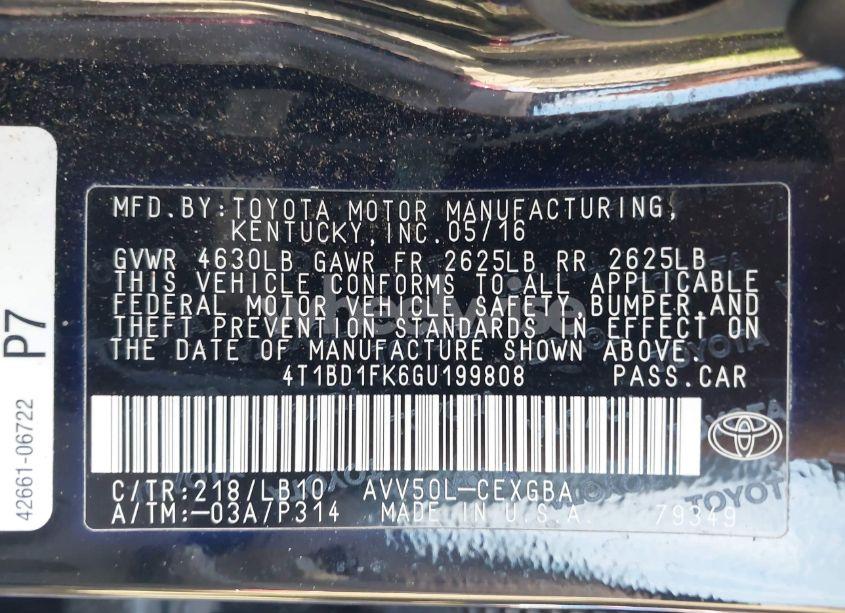 MFD.BY:TOYOTA MOTOR MANUFACTURING,
KENTUCKY,INC.05/16
GVWR 4630LB GAWR FR 2625LB RR 2625LB
THIS VEHICLE CONFORMS TO ALL APPLICABLE
FEDERAL MOTOR VEHICLE SAFETY,BUMPER,AND
THEFT PREVENTION STANDARDS IN EFFECT ON
THE DATE OF MANUFACTURE SHOWN ABOVE.
4T1BD1FK6GU199808 PASS.CAR
C/TR:218/LB10 AVV50L-CEXGBA
A/TM:-03A/P314 MADE IN U.S.A. 79349
P7
42661-06722
TOYOTA
TOYOTA
TOYOTA